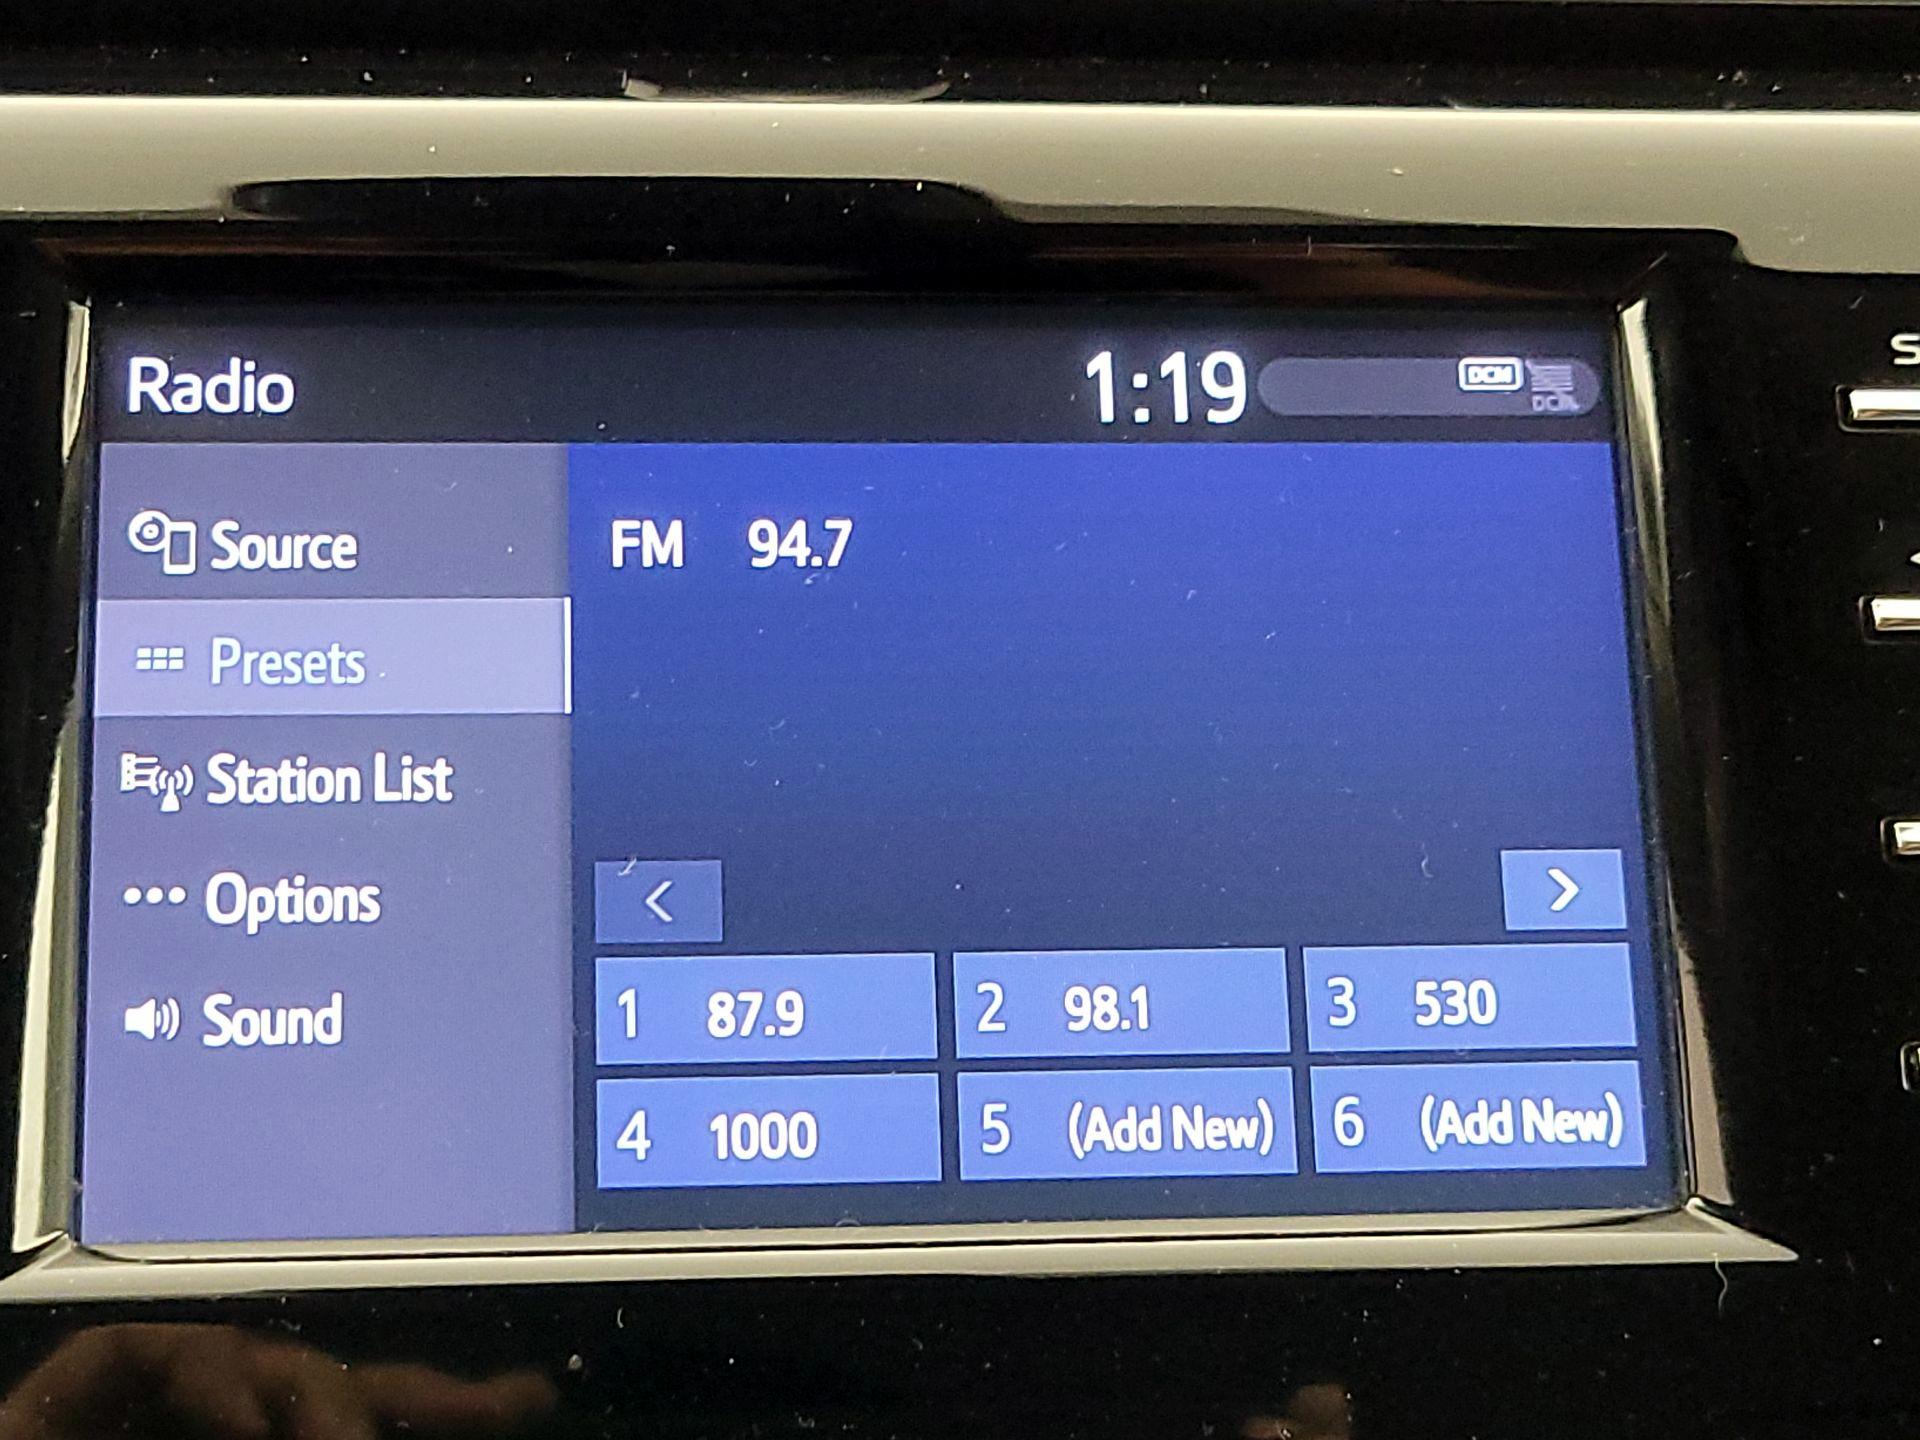 Radio
1:19
DCM
DCM
Source
FM 94.7
Presets
Station List
Options
Sound
<
>
1 87.9
2 98.1
3 530
4 1000
5 (Add New)
6 (Add New)